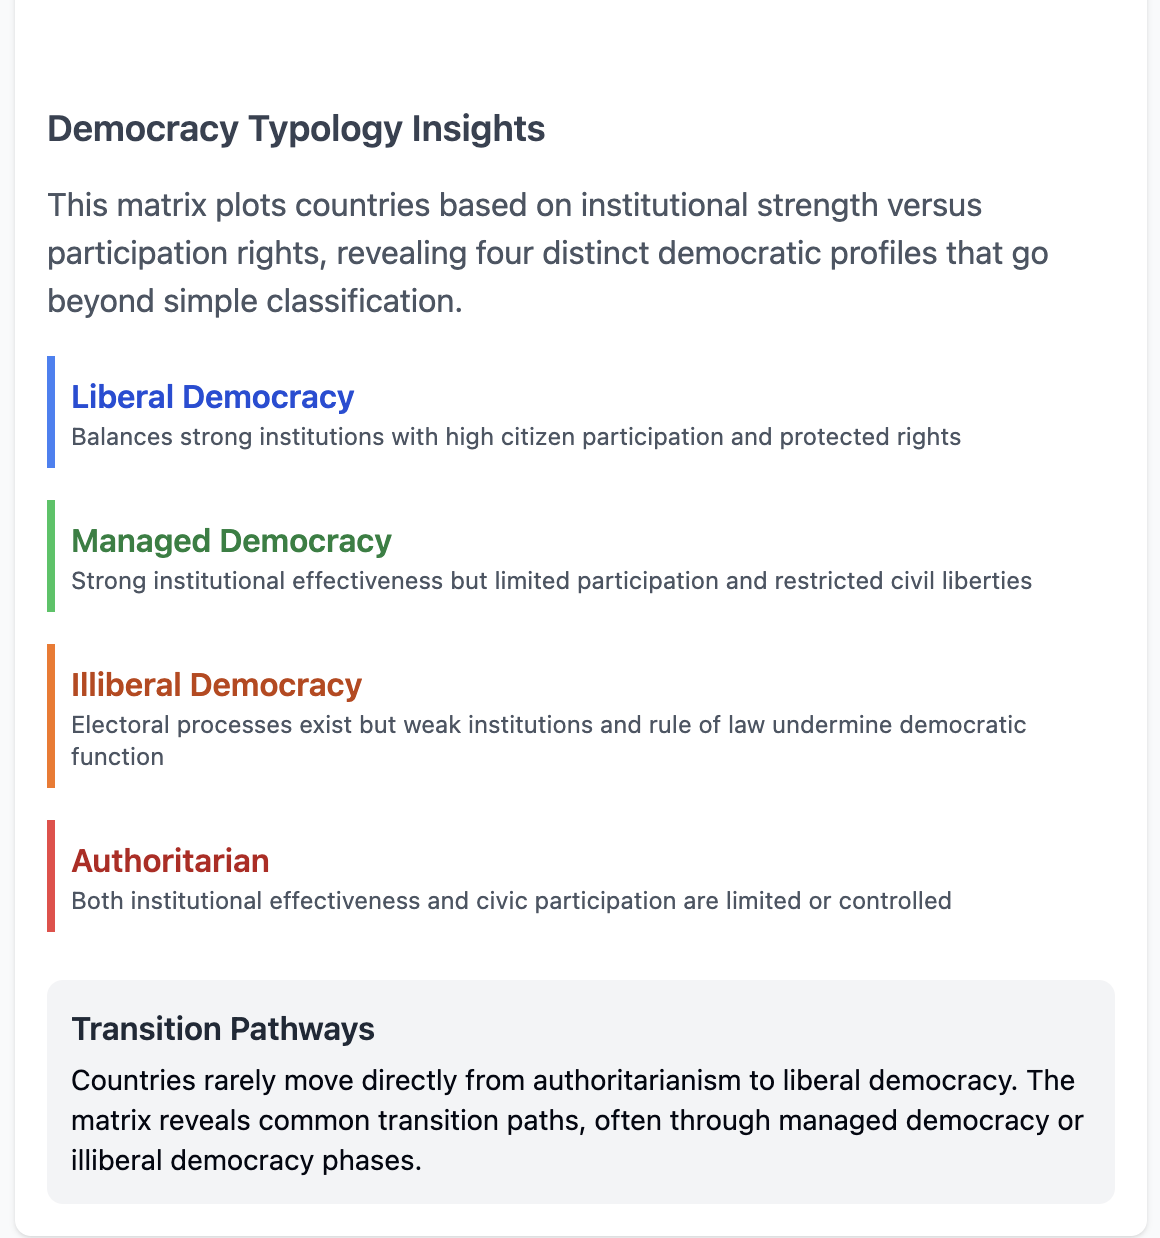 Democracy Typology Insights
This matrix plots countries based on institutional strength versus
participation rights, revealing four distinct democratic profiles that go
beyond simple classification.
Liberal Democracy
Balances strong institutions with high citizen participation and protected rights
Managed Democracy
Strong institutional effectiveness but limited participation and restricted civil liberties
Illiberal Democracy
Electoral processes exist but weak institutions and rule of law undermine democratic
function
Authoritarian
Both institutional effectiveness and civic participation are limited or controlled
Transition Pathways
Countries rarely move directly from authoritarianism to liberal democracy. The
matrix reveals common transition paths, often through managed democracy or
illiberal democracy phases.